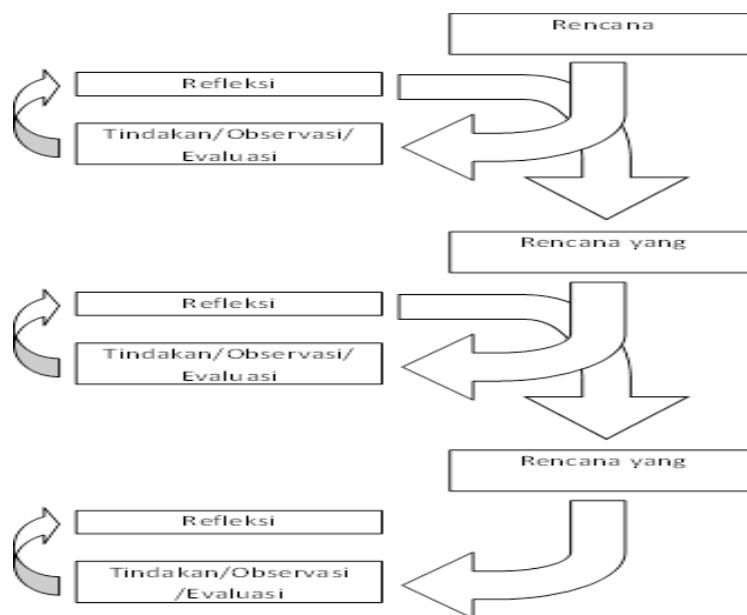 Rencana
Refleksi
Tindakan/Observasi/
Evaluasi
Rencana yang
Refleksi
Tindakan/Observasi/
Evaluasi
Rencana yang
Refleksi
Tindakan/Observasi
/Evaluasi